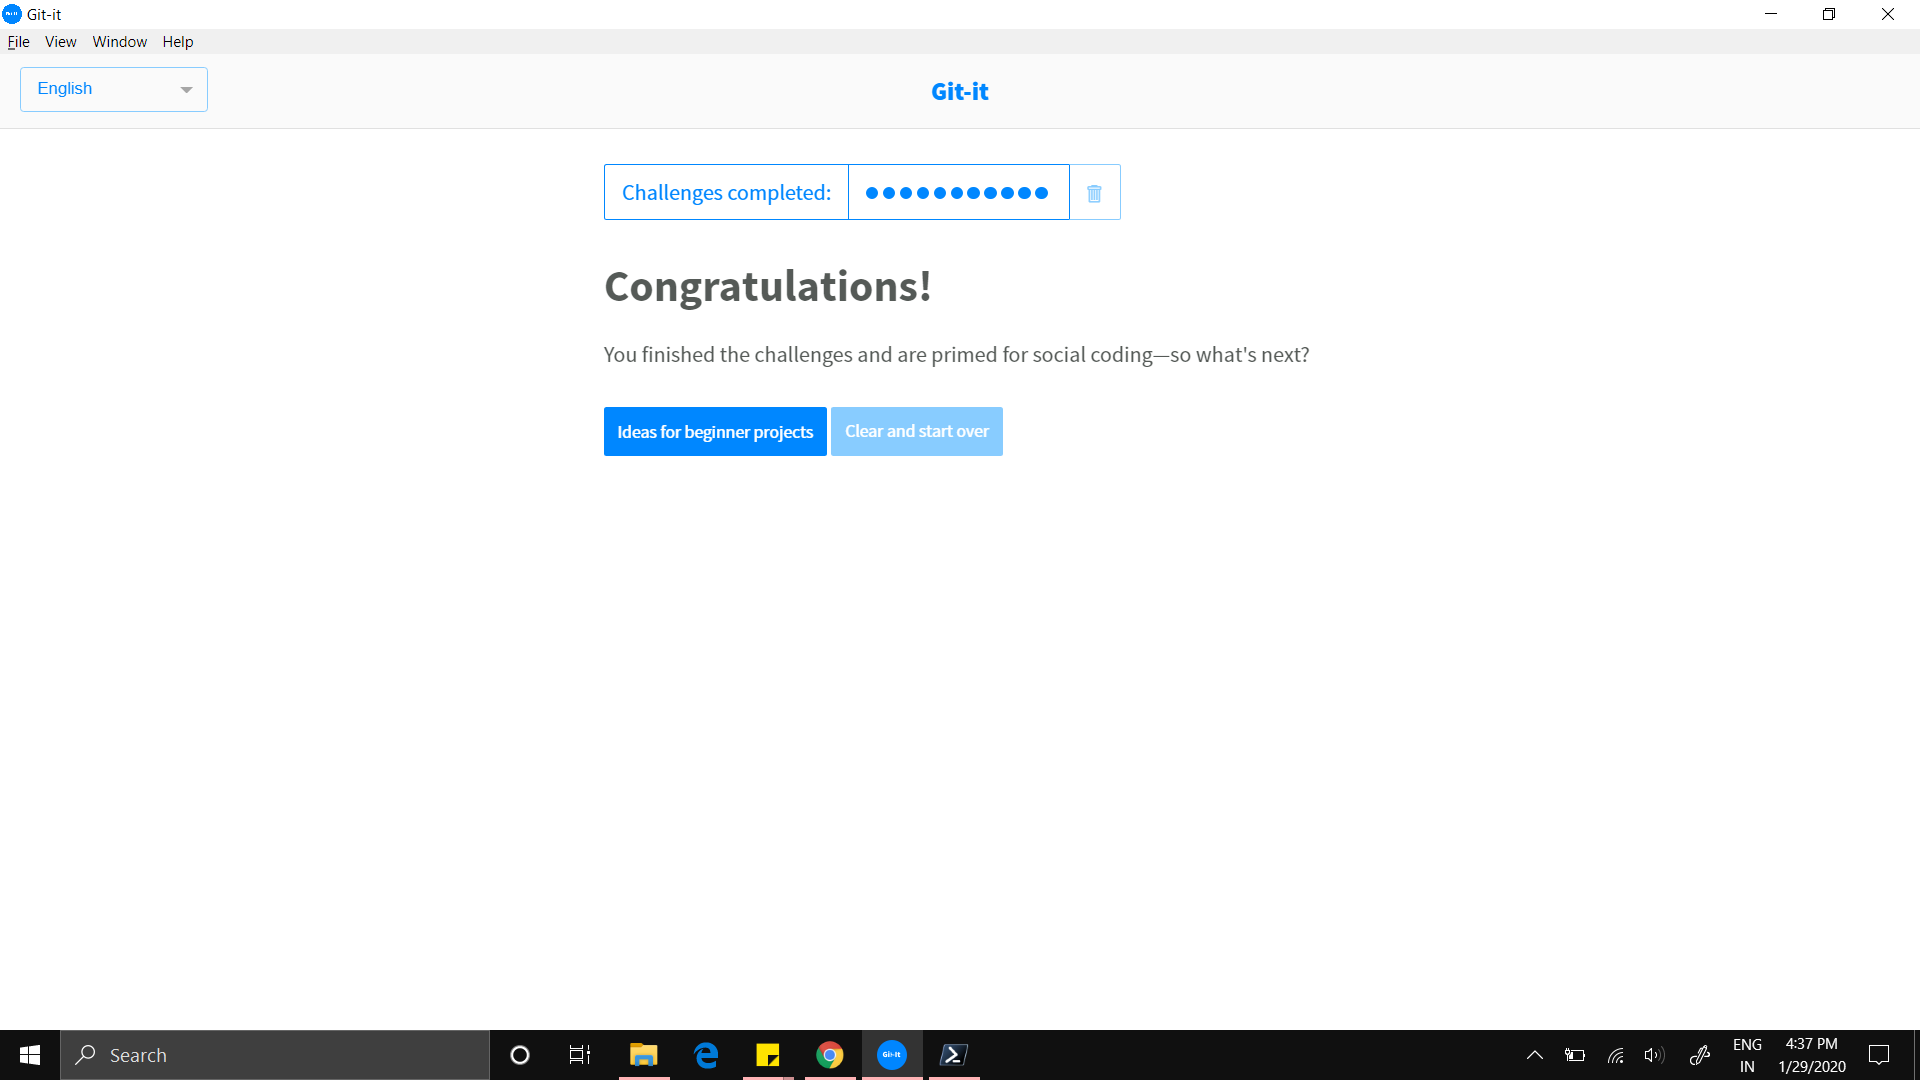 Git-it
File View Window Help
English
Git-it
Challenges completed:
Congratulations!
You finished the challenges and are primed for social coding—so what's next?
Ideas for beginner projects
Clear and start over
Search
Git-It
ENG
IN
4:37 PM
1/29/2020